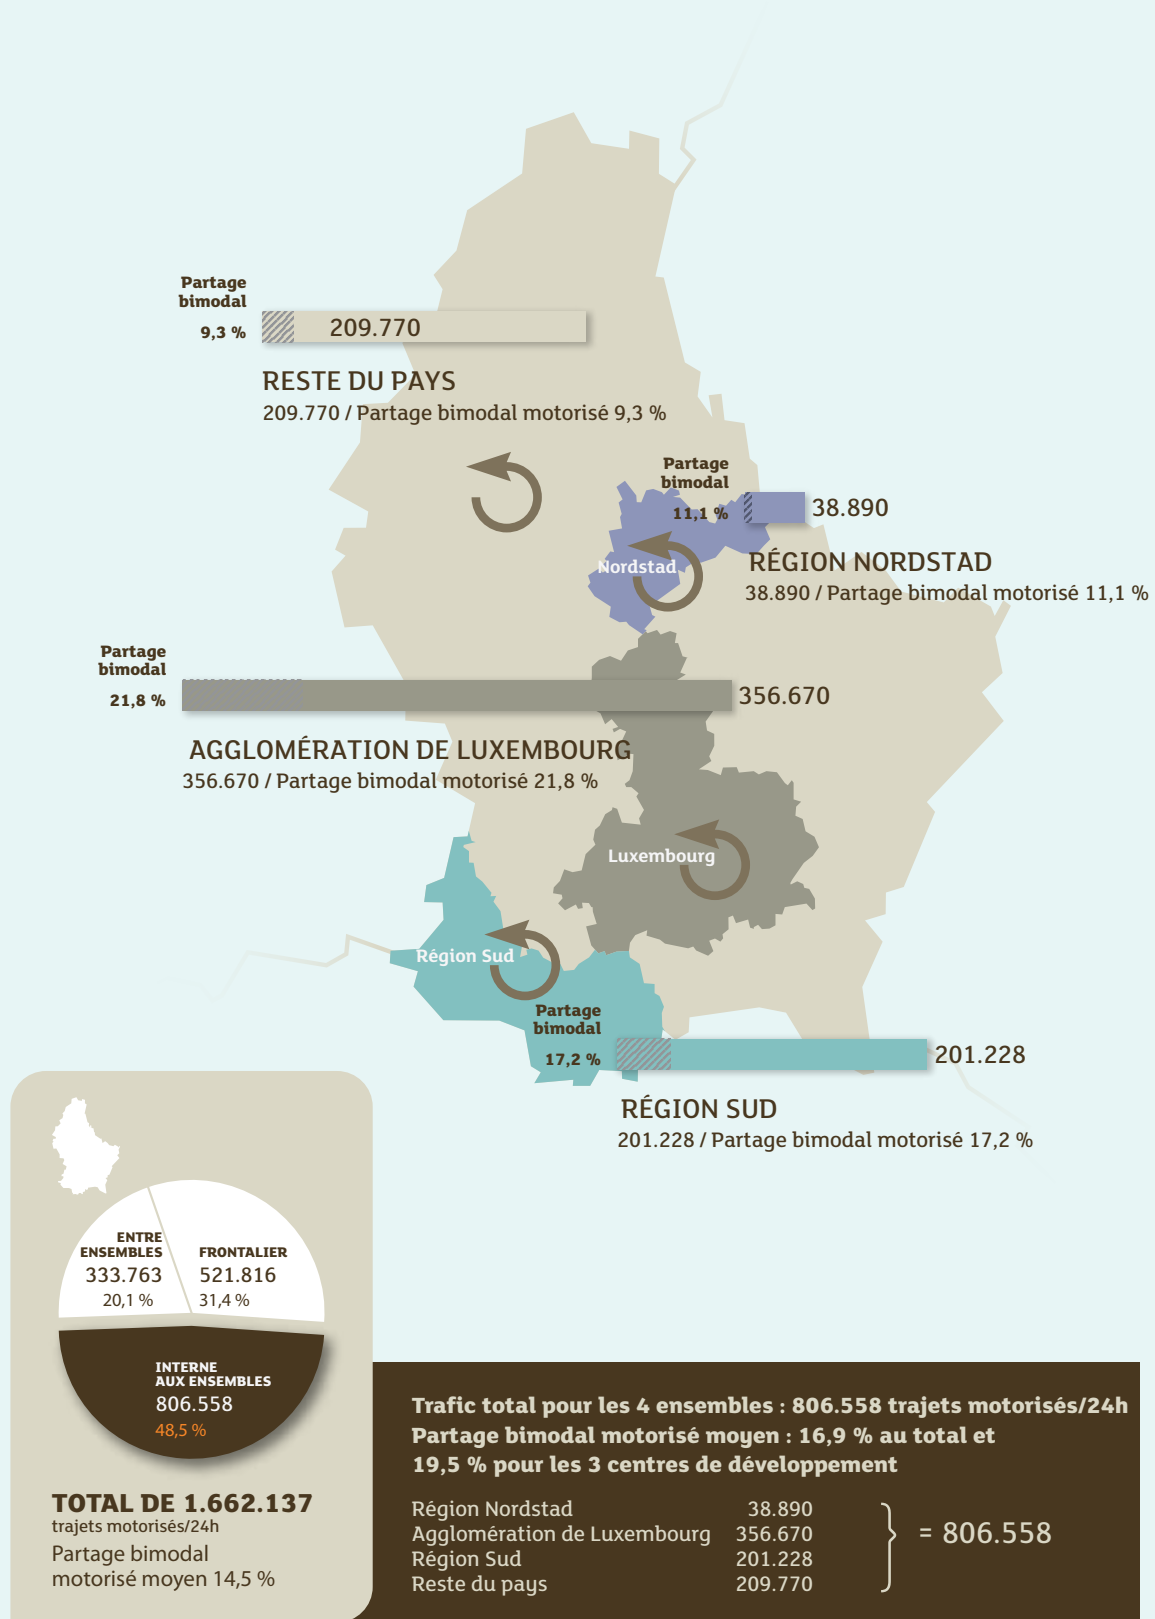 Partage
bimodal
9,3 %
209.770
RESTE DU PAYS
209.770 / Partage bimodal motorisé 9,3 %
Partage
bimodal
11,1 %
38.890
Nordstad
RÉGION NORDSTAD
38.890 / Partage bimodal motorisé 11,1 %
Partage
bimodal
21,8 %
356.670
AGGLOMÉRATION DE LUXEMBOURG
356.670 / Partage bimodal motorisé 21,8 %
Luxembourg
Région Sud
Partage
bimodal
17,2 %
201.228
RÉGION SUD
201.228 / Partage bimodal motorisé 17,2 %
ENTRE
ENSEMBLES
333.763
20,1 %
FRONTALIER
521.816
31,4 %
INTERNE
AUX ENSEMBLES
806.558
48,5 %
TOTAL DE 1.662.137
trajets motorisés/24h
Partage bimodal
motorisé moyen 14,5 %
Trafic total pour les 4 ensembles : 806.558 trajets motorisés/24h
Partage bimodal motorisé moyen : 16,9 % au total et
19,5 % pour les 3 centres de développement
Région Nordstad 38.890
Agglomération de Luxembourg 356.670
Région Sud 201.228
Reste du pays 209.770
= 806.558